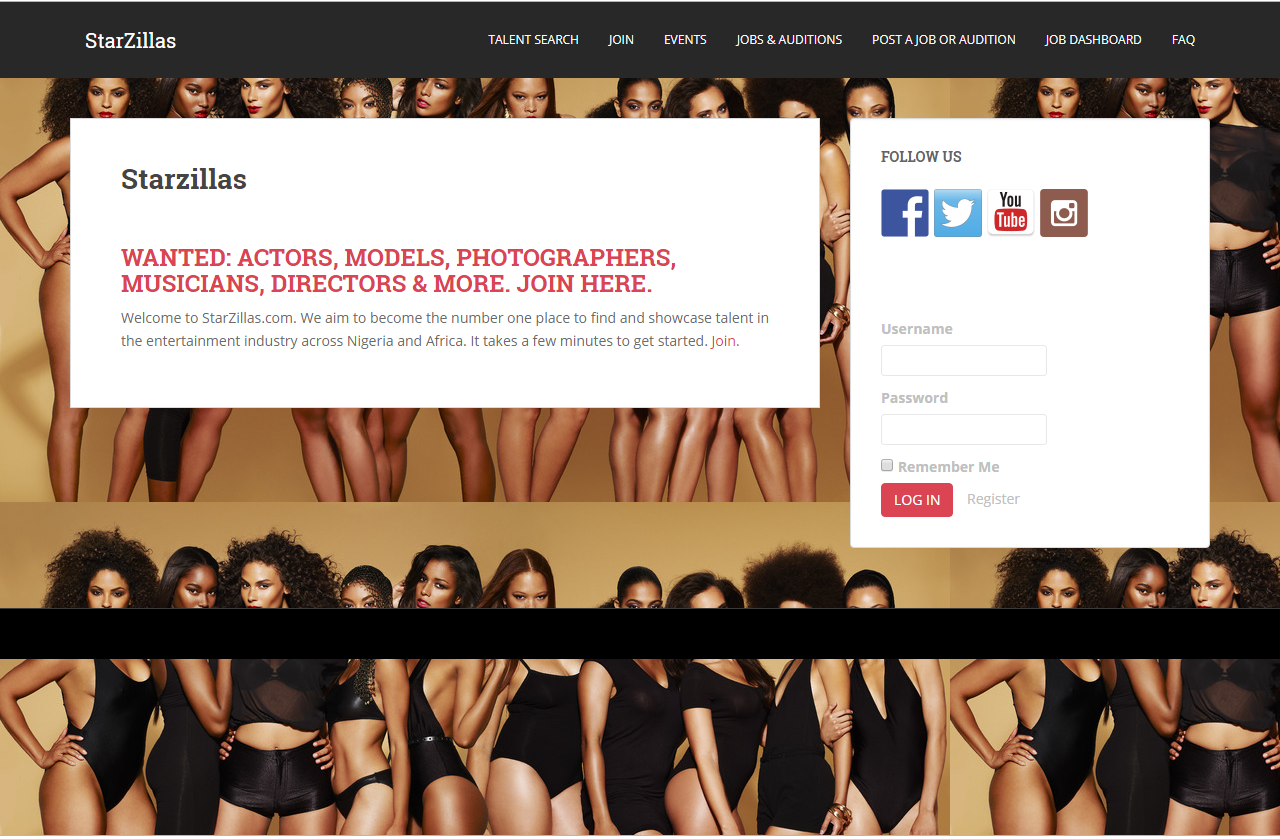 StarZillas
TALENT SEARCH
JOIN
EVENTS
JOBS & AUDITIONS
POST A JOB OR AUDITION
JOB DASHBOARD
FAQ
Starzillas
WANTED: ACTORS, MODELS, PHOTOGRAPHERS,
MUSICIANS, DIRECTORS & MORE. JOIN HERE.
Welcome to StarZillas.com. We aim to become the number one place to find and showcase talent in
the entertainment industry across Nigeria and Africa. It takes a few minutes to get started. Join.
FOLLOW US
You
Tube
Username
Password
Remember Me
LOG IN
Register